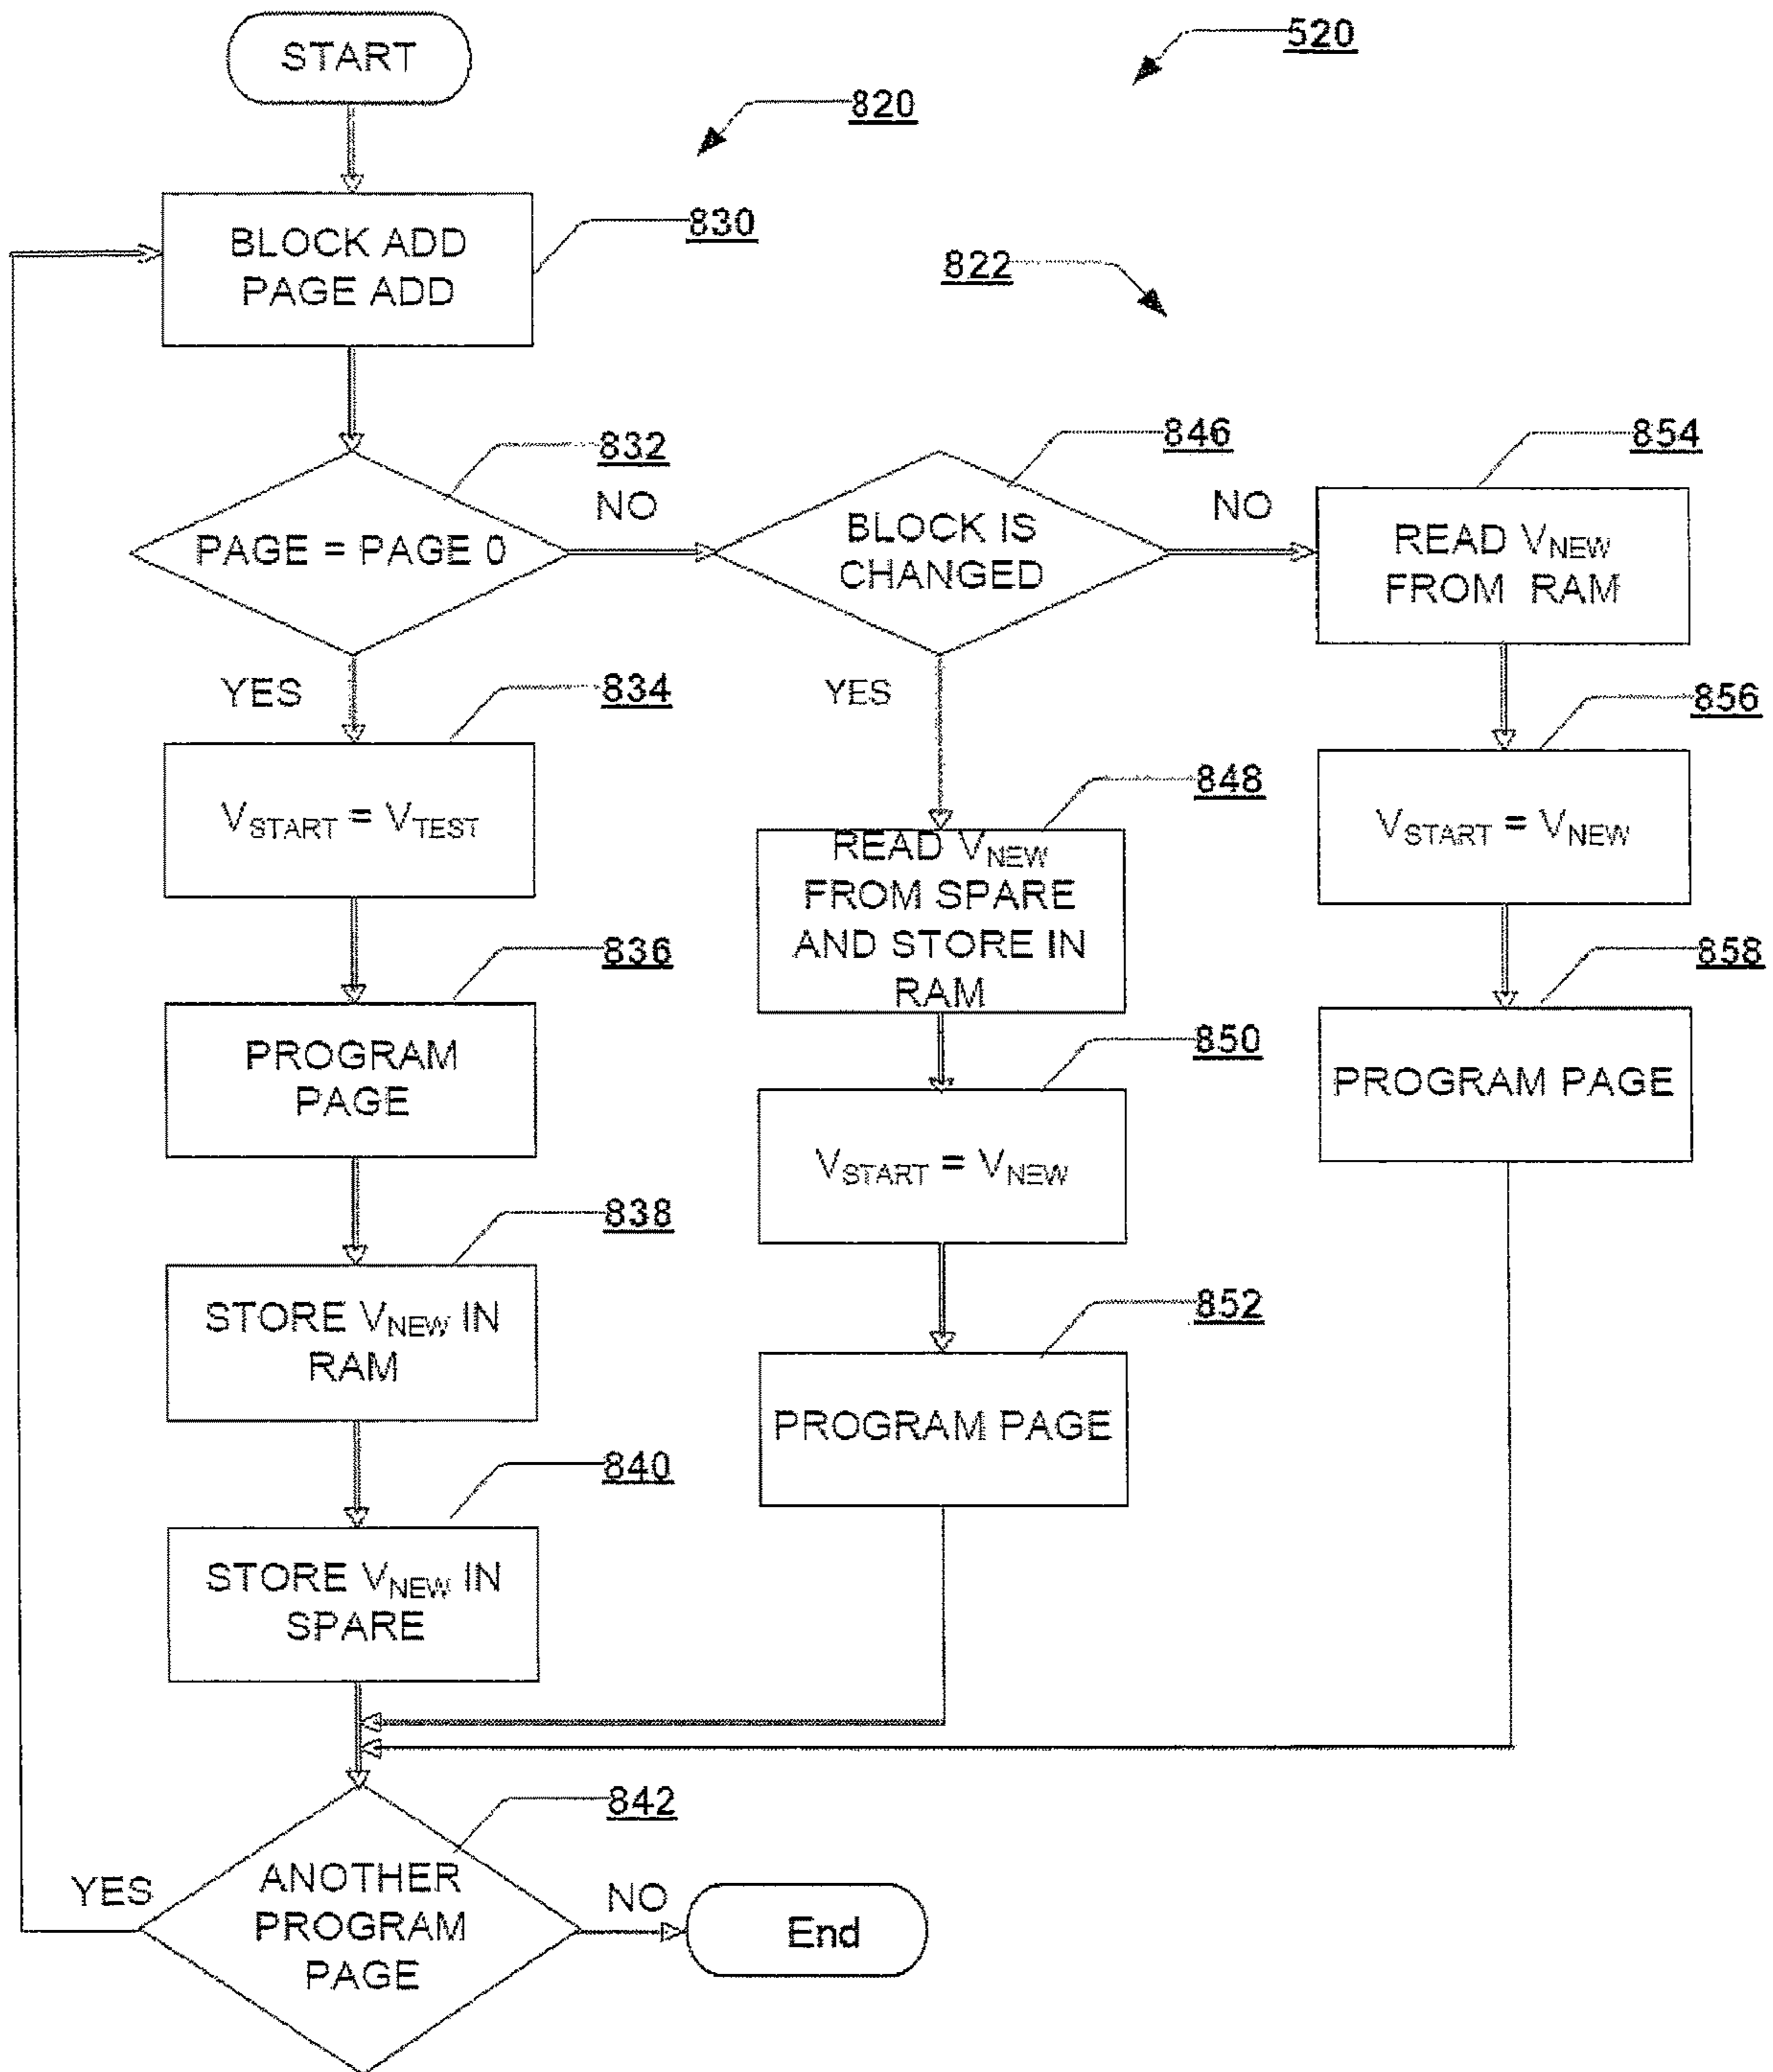 START
520
820
BLOCK ADD
PAGE ADD
830
822
832
PAGE = PAGE 0
NO
846
BLOCK IS
CHANGED
NO
854
READ VNEW
FROM RAM
YES
834
VSTART = VTEST
YES
848
READ VNEW
FROM SPARE
AND STORE IN
RAM
856
VSTART = VNEW
836
PROGRAM
PAGE
850
VSTART = VNEW
858
PROGRAM PAGE
838
STORE VNEW IN
RAM
852
PROGRAM PAGE
840
STORE VNEW IN
SPARE
842
ANOTHER
PROGRAM
PAGE
YES
NO
End